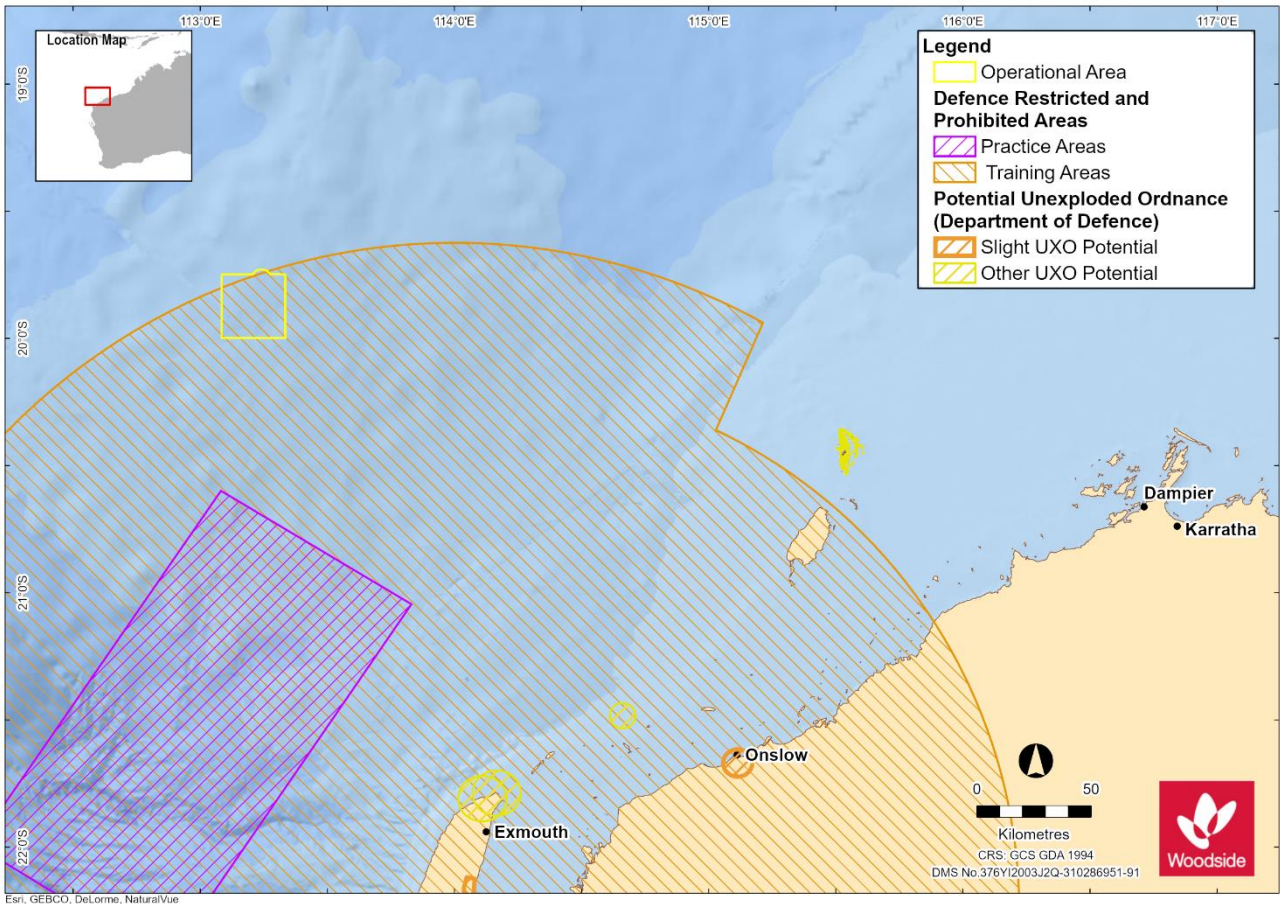 113°0'E
114°0'E
115°0'E
116°0'E
117°0'E
19°0'S
20°0'S
21°0'S
22°0'S
Location Map
Legend
Operational Area
Defence Restricted and
Prohibited Areas
Practice Areas
Training Areas
Potential Unexploded Ordnance
(Department of Defence)
Slight UXO Potential
Other UXO Potential
Dampier
Karratha
Onslow
Exmouth
0 50
Kilometres
CRS: GCS GDA 1994
DMS No.376YI2003J2Q-310286951-91
Woodside
Esri, GEBCO, DeLorme, NaturalVue